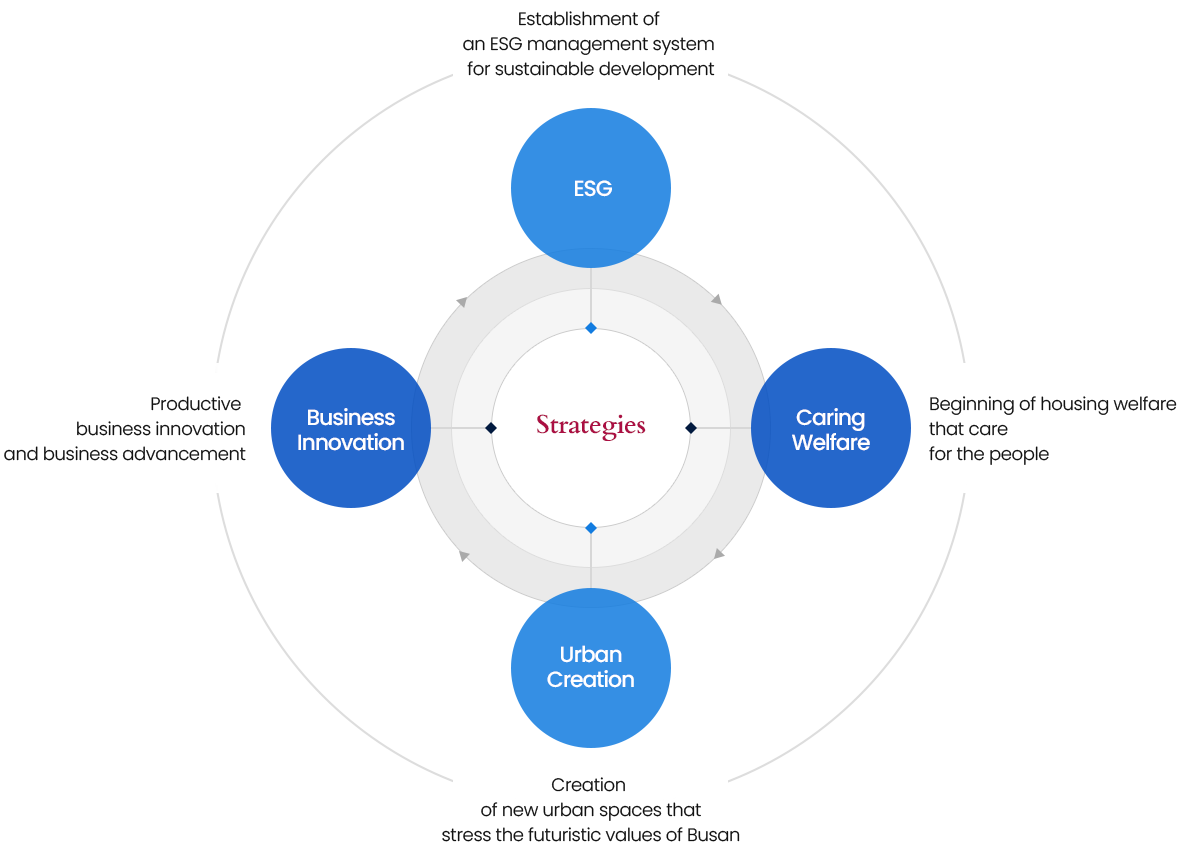 Establishment of
an ESG management system
for sustainable development
ESG
Productive
business innovation
and business advancement
Business
Innovation
Strategies
Caring
Welfare
Beginning of housing welfare
that care
for the people
Urban
Creation
Creation
of new urban spaces that
stress the futuristic values of Busan